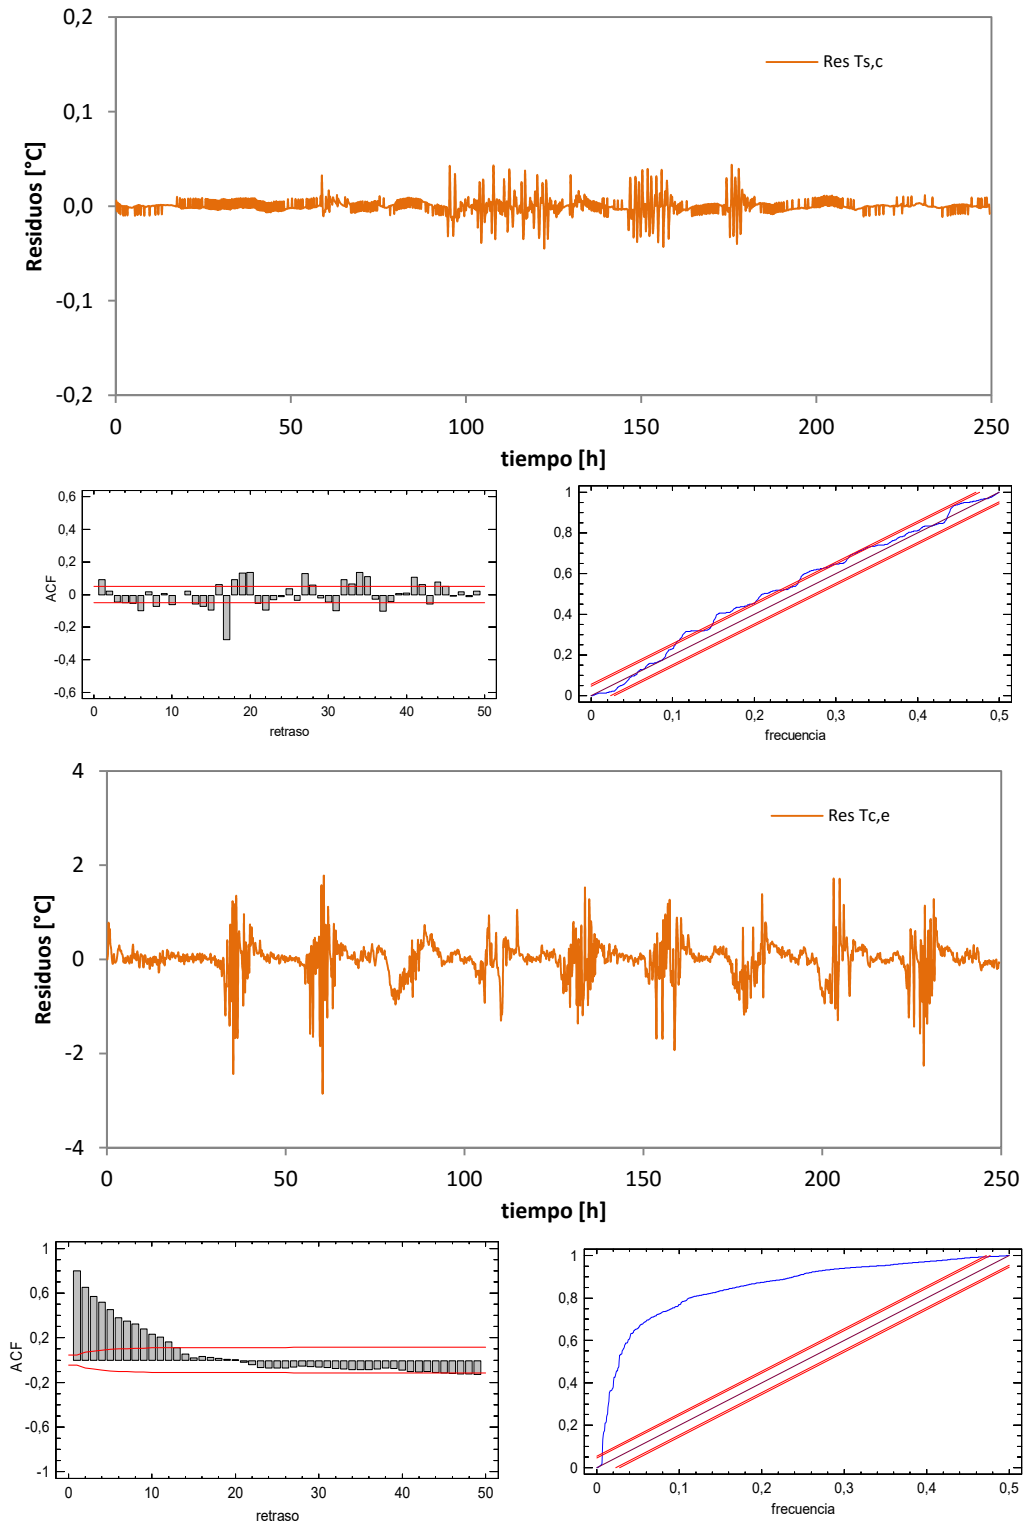 0,2
Res Ts,c
0,1
Residuos [°C]
0,0
-0,1
-0,2
0 50 100 150 200 250
tiempo [h]
0,6
0,4
0,2
ACF
0
-0,2
-0,4
-0,6
0 10 20 30 40 50
retraso
1
0,8
0,6
0,4
0,2
0
0 0,1 0,2 0,3 0,4 0,5
frecuencia
4
Res Tc,e
2
Residuos [°C]
0
-2
-4
0 50 100 150 200 250
tiempo [h]
1
0,6
0,2
ACF
-0,2
-0,6
-1
0 10 20 30 40 50
retraso
1
0,8
0,6
0,4
0,2
0
0 0,1 0,2 0,3 0,4 0,5
frecuencia